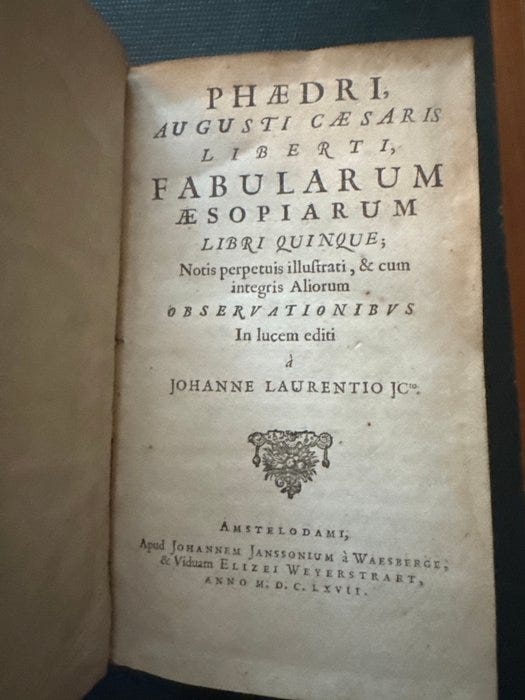 PHÆDRI,
AUGUSTI CÆSARIS
LIBERTI,
FABULARUM
ÆSOPIARUM
LIBRI QUINQUE;
Notis perpetuis illuſtrati, & cum
integris Aliorum
OBSERVATIONIBVS
In lucem editi
à
JOHANNE LAURENTIO JCto.
AMSTELODAMI,
Apud JOHANNEM JANSSONIUM à WAESBERGE,
& Viduam ELIZEI WEYERSTRAET,
ANNO M. D. C. LXVII.